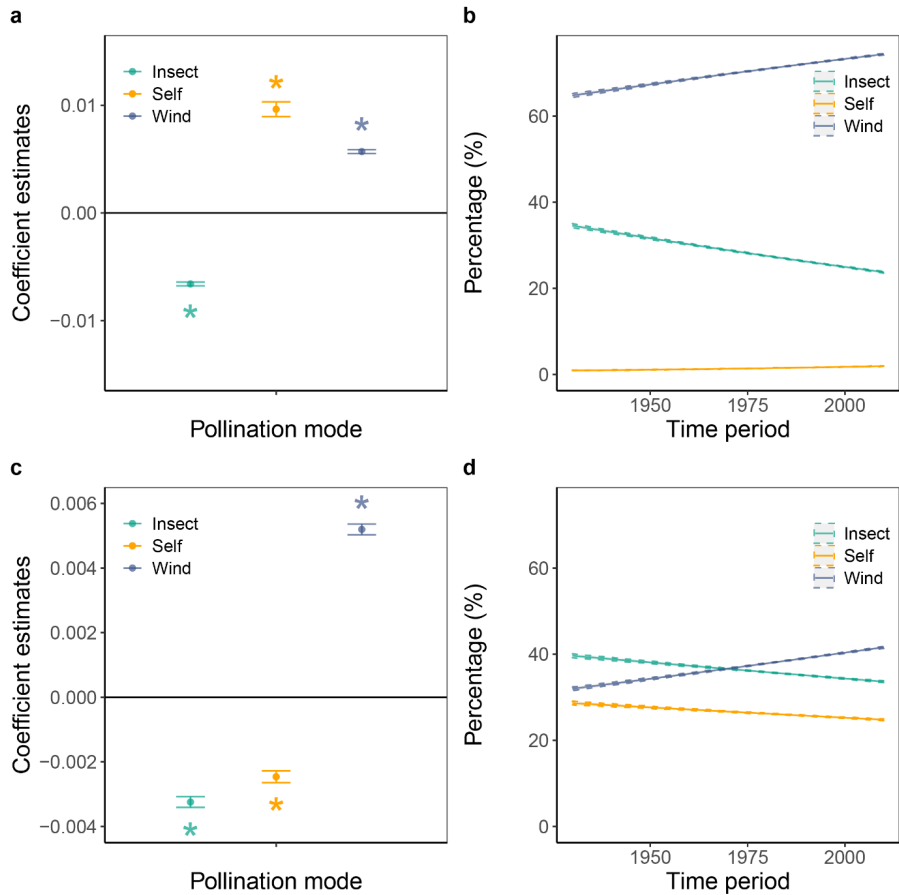 a
Coefficient estimates
0.01
0.00
−0.01
Insect
Self
Wind
*
*
*
Pollination mode
b
Percentage (%)
60
40
20
0
Insect
Self
Wind
1950
1975
2000
Time period
c
Coefficient estimates
0.006
0.004
0.002
0.000
−0.002
−0.004
Insect
Self
Wind
*
*
*
Pollination mode
d
Percentage (%)
60
40
20
0
Insect
Self
Wind
1950
1975
2000
Time period